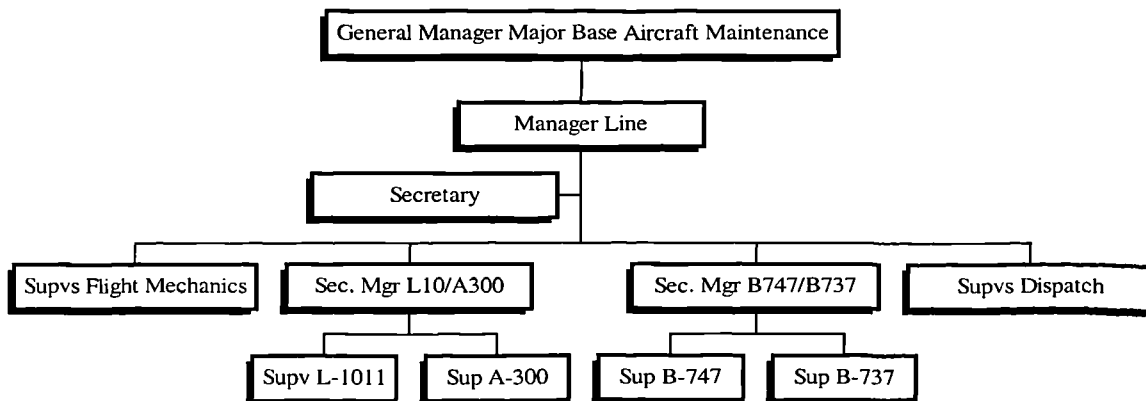 General Manager Major Base Aircraft Maintenance
Manager Line
Secretary
Supvs Flight Mechanics
Sec. Mgr L10/A300
Sec. Mgr B747/B737
Supvs Dispatch
Supv L-1011
Sup A-300
Sup B-747
Sup B-737